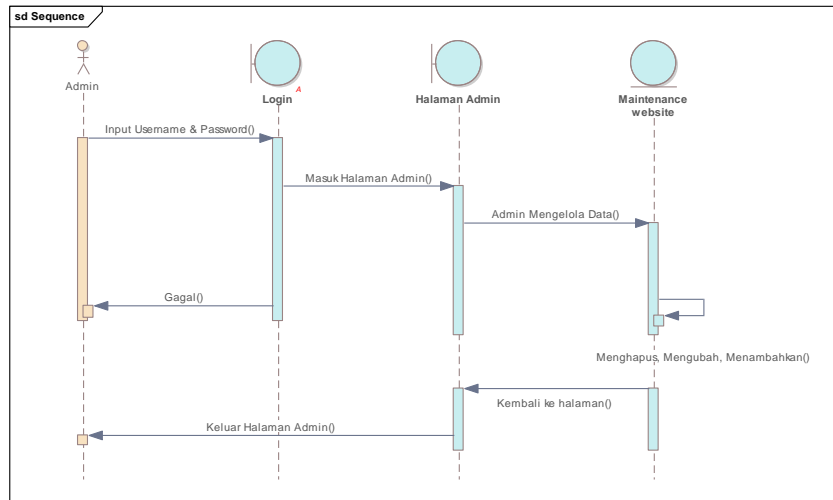 sd Sequence
Admin
Login
A
Halaman Admin
Maintenance
website
Input Username & Password()
Masuk Halaman Admin()
Admin Mengelola Data()
Gagal()
Menghapus, Mengubah, Menambahkan()
Kembali ke halaman()
Keluar Halaman Admin()